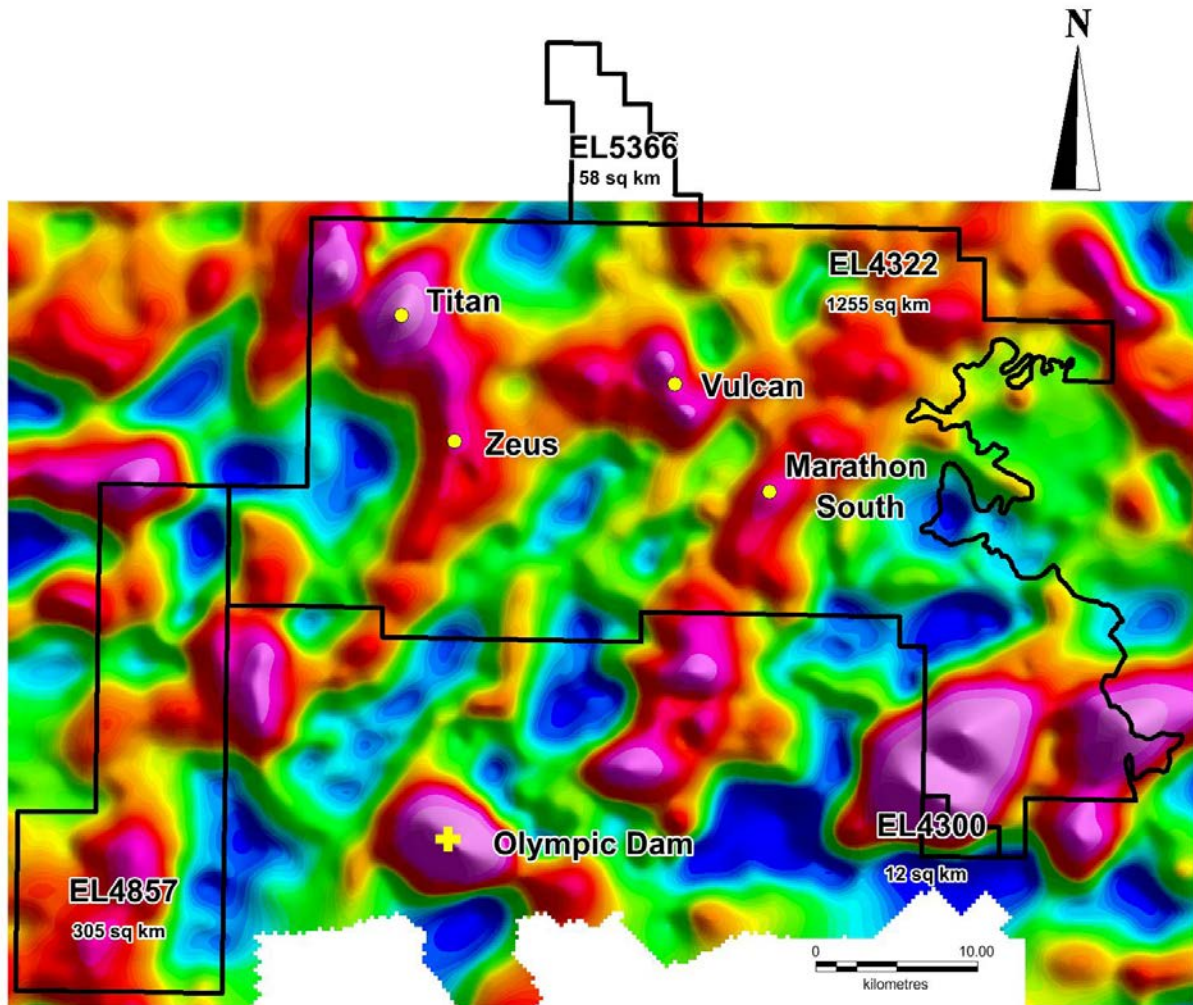 N
EL5366
58 sq km
EL4322
1255 sq km
Titan
Vulcan
Zeus
Marathon
South
Olympic Dam
EL4300
12 sq km
EL4857
305 sq km
0 10.00
kilometres